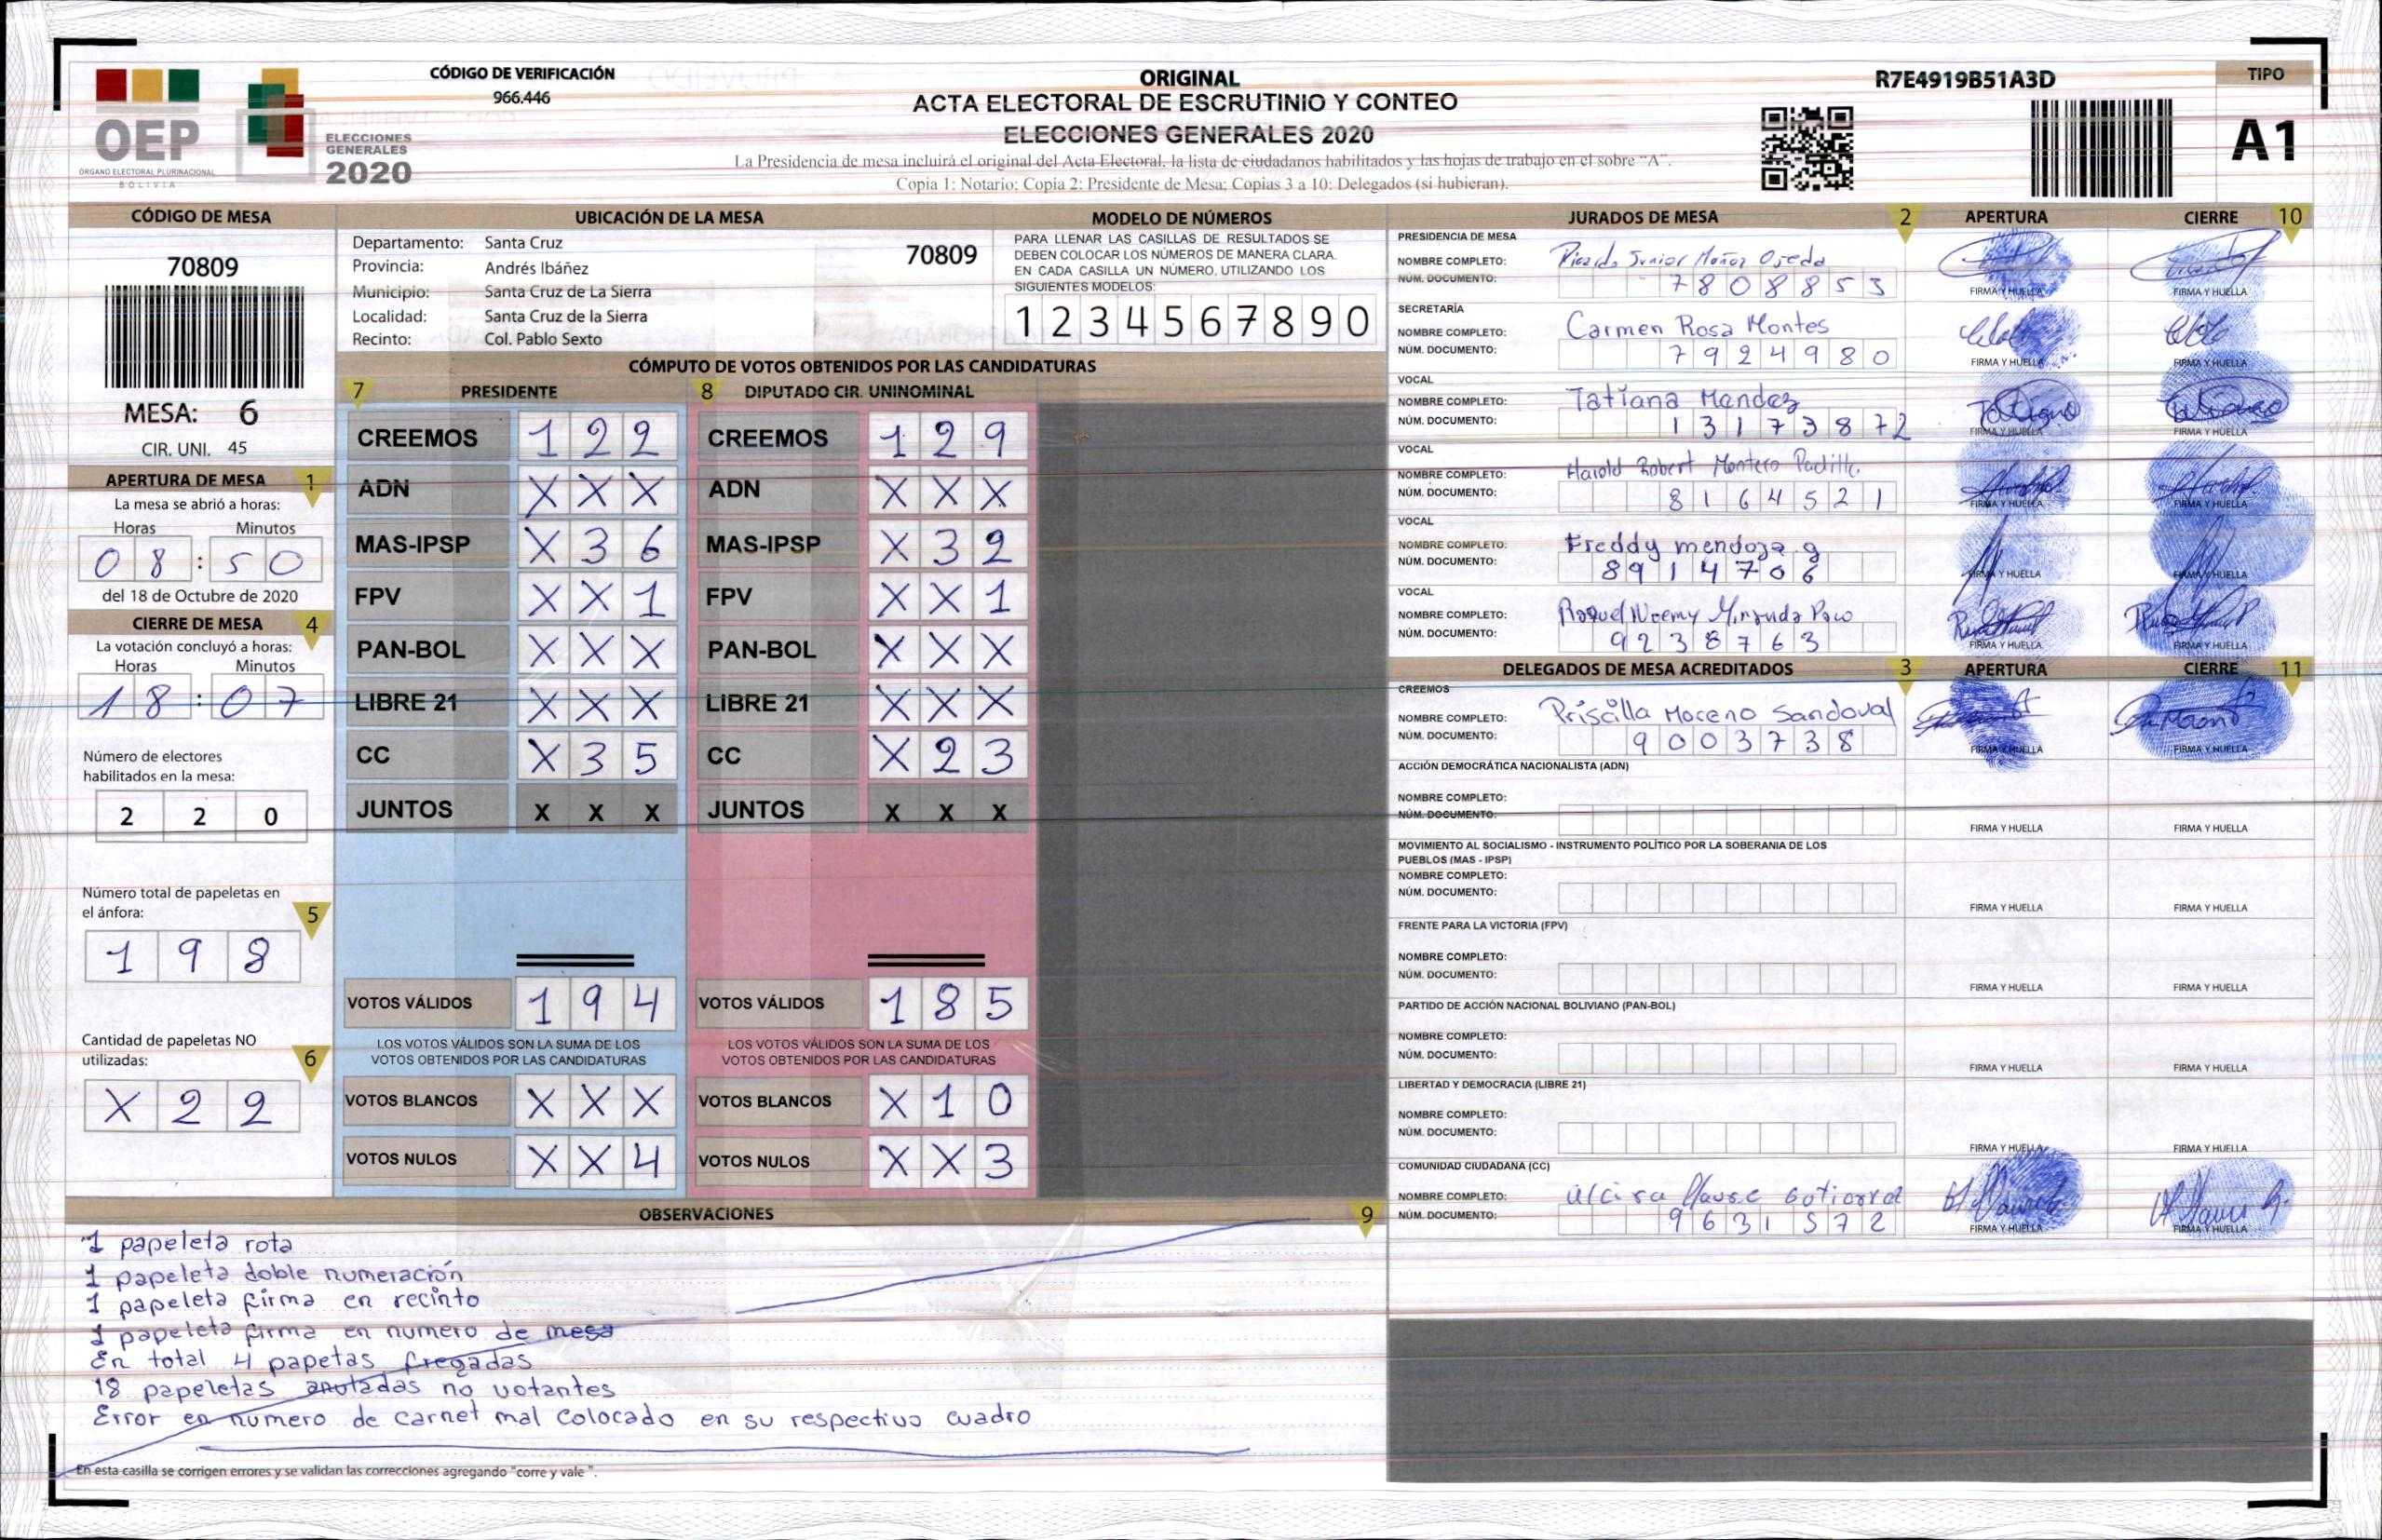 OEP
ÓRGANO ELECTORAL PLURINACIONAL
BOLIVIA
ELECCIONES
GENERALES
2020
CÓDIGO DE VERIFICACIÓN
966.446
ORIGINAL
ACTA ELECTORAL DE ESCRUTINIO Y CONTEO
ELECCIONES GENERALES 2020
La Presidencia de mesa incluirá el original del Acta Electoral, la lista de ciudadanos habilitados y las hojas de trabajo en el sobre "A".
Copia 1: Notario; Copia 2: Presidente de Mesa; Copias 3 a 10: Delegados (si hubieran).
R7E4919B51A3D
TIPO
A1
CÓDIGO DE MESA
70809
MESA: 6
CIR. UNI. 45
APERTURA DE MESA 1
La mesa se abrió a horas:
Horas Minutos
08:50
del 18 de Octubre de 2020
CIERRE DE MESA 4
La votación concluyó a horas:
Horas Minutos
18:07
Número de electores
habilitados en la mesa:
2 2 0
Número total de papeletas en
el ánfora:
5
1 9 8
Cantidad de papeletas NO
utilizadas:
6
X 2 2
UBICACIÓN DE LA MESA
Departamento: Santa Cruz
70809
Provincia: Andrés Ibáñez
Municipio: Santa Cruz de La Sierra
Localidad: Santa Cruz de la Sierra
Recinto: Col. Pablo Sexto
MODELO DE NÚMEROS
PARA LLENAR LAS CASILLAS DE RESULTADOS SE
DEBEN COLOCAR LOS NÚMEROS DE MANERA CLARA.
EN CADA CASILLA UN NÚMERO, UTILIZANDO LOS
SIGUIENTES MODELOS:
1 2 3 4 5 6 7 8 9 0
CÓMPUTO DE VOTOS OBTENIDOS POR LAS CANDIDATURAS
7 PRESIDENTE 8 DIPUTADO CIR. UNINOMINAL
CREEMOS 1 2 2 CREEMOS 1 2 9
ADN X X X ADN X X X
MAS-IPSP X 3 6 MAS-IPSP X 3 2
FPV X X 1 FPV X X 1
PAN-BOL X X X PAN-BOL X X X
LIBRE 21 X X X LIBRE 21 X X X
CC X 3 5 CC X 2 3
JUNTOS X X X JUNTOS X X X
VOTOS VÁLIDOS 1 9 4 VOTOS VÁLIDOS 1 8 5
LOS VOTOS VÁLIDOS SON LA SUMA DE LOS LOS VOTOS VÁLIDOS SON LA SUMA DE LOS
VOTOS OBTENIDOS POR LAS CANDIDATURAS VOTOS OBTENIDOS POR LAS CANDIDATURAS
VOTOS BLANCOS X X X VOTOS BLANCOS X 1 0
VOTOS NULOS X X 4 VOTOS NULOS X X 3
OBSERVACIONES 9
1 papeleta rota
1 papeleta doble numeración
1 papeleta firma en recinto
1 papeleta firma en numero de mesa
En total 4 papetas fregadas
18 papeletas anotadas no votantes
Error en numero de carnet mal colocado en su respectivo cuadro
En esta casilla se corrigen errores y se validan las correcciones agregando "corre y vale ".
JURADOS DE MESA 2 APERTURA CIERRE 10
PRESIDENCIA DE MESA
NOMBRE COMPLETO: Ricardo Junior Muñoz Ojeda
NÚM. DOCUMENTO: 7808853
FIRMA Y HUELLA FIRMA Y HUELLA
SECRETARÍA
NOMBRE COMPLETO: Carmen Rosa Montes
NÚM. DOCUMENTO: 7924980
FIRMA Y HUELLA FIRMA Y HUELLA
VOCAL
NOMBRE COMPLETO: Tatiana Mendez
NÚM. DOCUMENTO: 13173872
FIRMA Y HUELLA FIRMA Y HUELLA
VOCAL
NOMBRE COMPLETO: Harold Robert Montero Padilla
NÚM. DOCUMENTO: 8164521
FIRMA Y HUELLA FIRMA Y HUELLA
VOCAL
NOMBRE COMPLETO: Freddy mendoza g
NÚM. DOCUMENTO: 8914706
FIRMA Y HUELLA FIRMA Y HUELLA
VOCAL
NOMBRE COMPLETO: Raquel Noemy Miranda Paco
NÚM. DOCUMENTO: 9238763
FIRMA Y HUELLA FIRMA Y HUELLA
DELEGADOS DE MESA ACREDITADOS 3 APERTURA CIERRE 11
CREEMOS
NOMBRE COMPLETO: Priscilla Moreno Sandoval
NÚM. DOCUMENTO: 9003738
FIRMA Y HUELLA FIRMA Y HUELLA
ACCIÓN DEMOCRÁTICA NACIONALISTA (ADN)
NOMBRE COMPLETO:
NÚM. DOCUMENTO:
FIRMA Y HUELLA FIRMA Y HUELLA
MOVIMIENTO AL SOCIALISMO - INSTRUMENTO POLÍTICO POR LA SOBERANIA DE LOS
PUEBLOS (MAS - IPSP)
NOMBRE COMPLETO:
NÚM. DOCUMENTO:
FIRMA Y HUELLA FIRMA Y HUELLA
FRENTE PARA LA VICTORIA (FPV)
NOMBRE COMPLETO:
NÚM. DOCUMENTO:
FIRMA Y HUELLA FIRMA Y HUELLA
PARTIDO DE ACCIÓN NACIONAL BOLIVIANO (PAN-BOL)
NOMBRE COMPLETO:
NÚM. DOCUMENTO:
FIRMA Y HUELLA FIRMA Y HUELLA
LIBERTAD Y DEMOCRACIA (LIBRE 21)
NOMBRE COMPLETO:
NÚM. DOCUMENTO:
FIRMA Y HUELLA FIRMA Y HUELLA
COMUNIDAD CIUDADANA (CC)
NOMBRE COMPLETO:
NÚM. DOCUMENTO: 9631572
FIRMA Y HUELLA FIRMA Y HUELLA